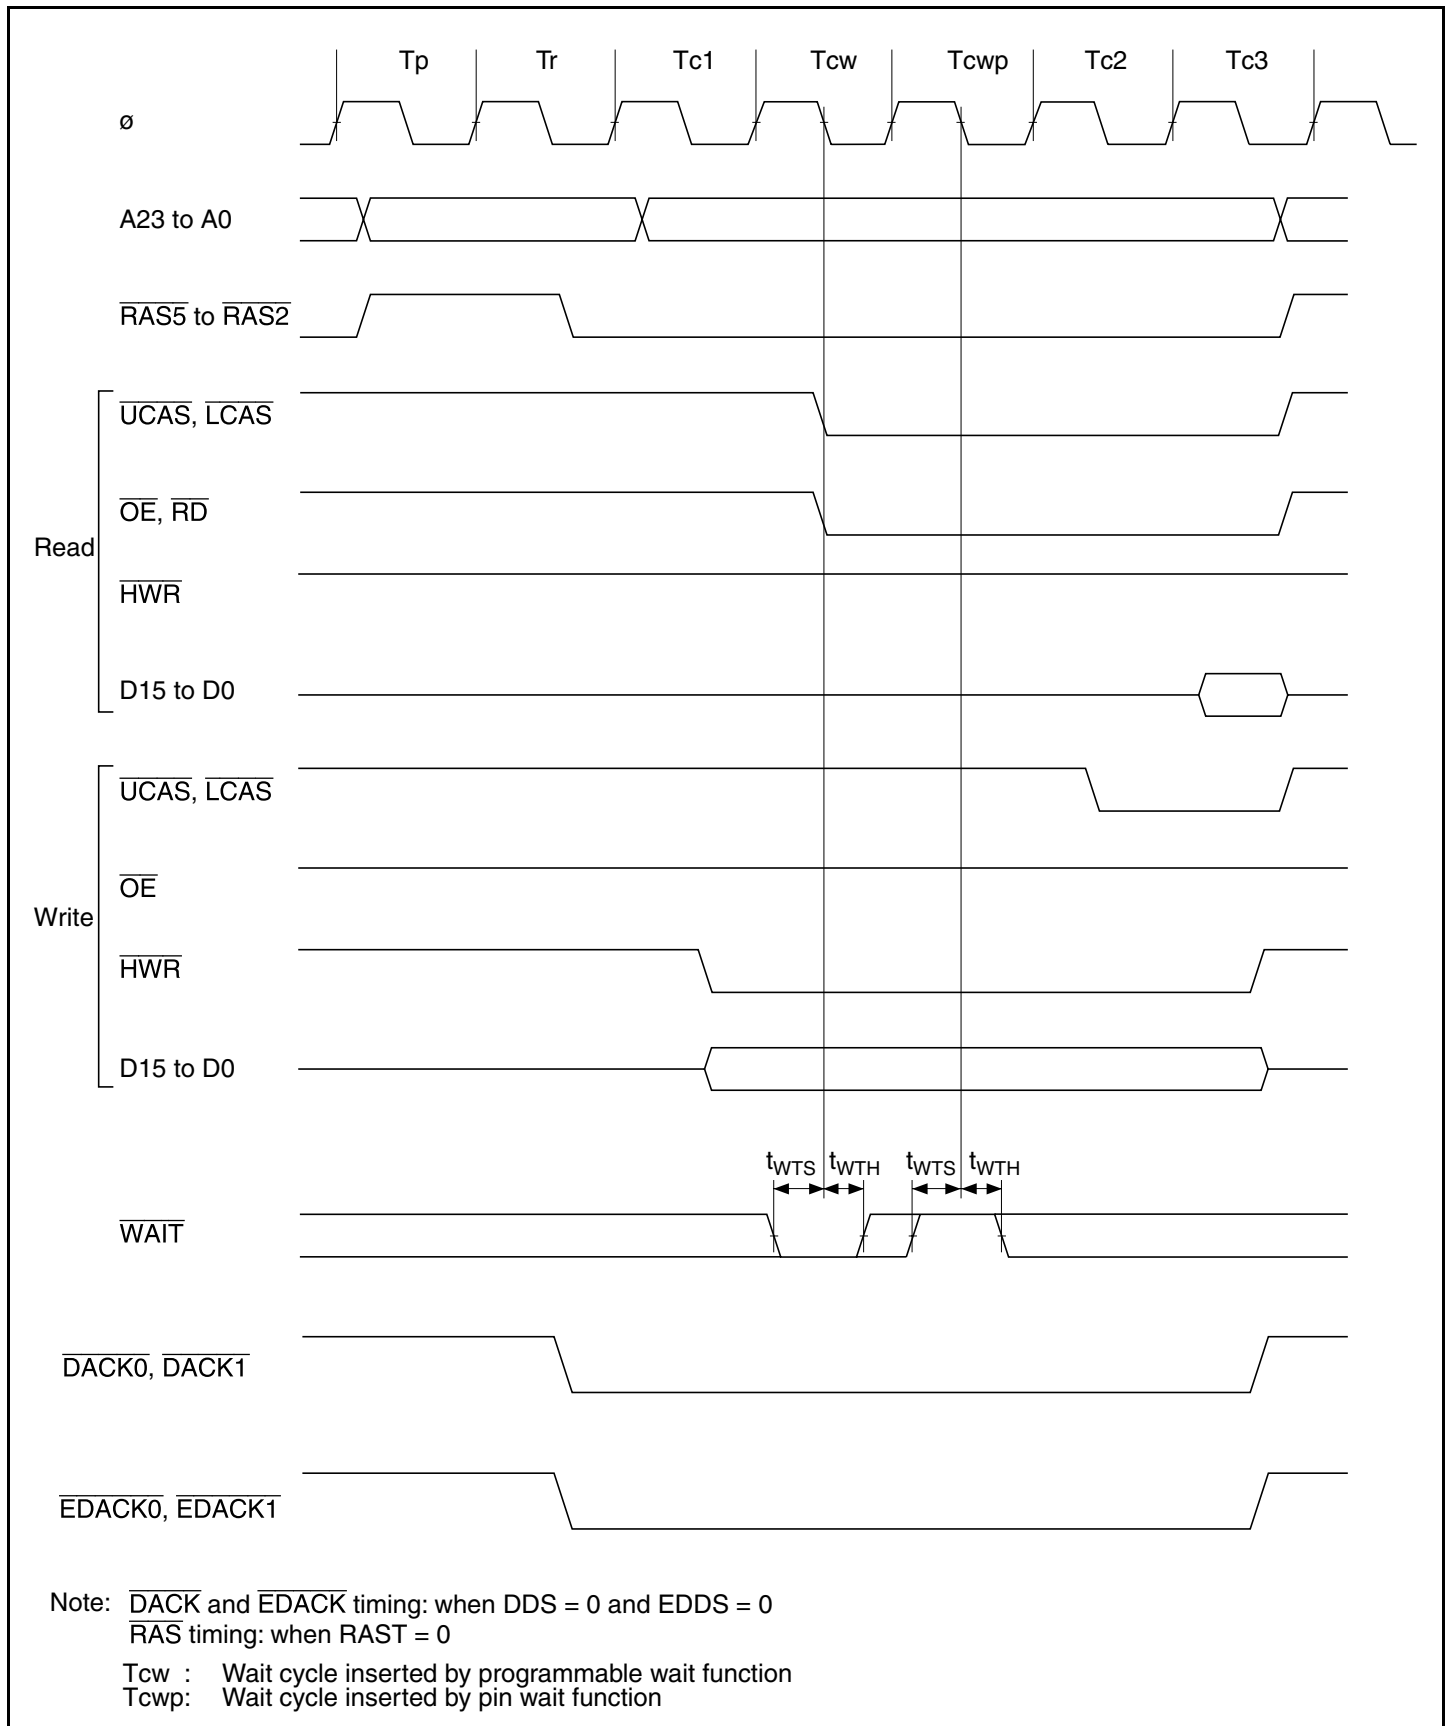 Tp Tr Tc1 Tcw Tcwp Tc2 Tc3
ø
A23 to A0
RAS5 to RAS2
UCAS, LCAS
OE, RD
Read
HWR
D15 to D0
UCAS, LCAS
OE
Write
HWR
D15 to D0
tWTS tWTH tWTS tWTH
WAIT
DACK0, DACK1
EDACK0, EDACK1
Note: DACK and EDACK timing: when DDS = 0 and EDDS = 0
RAS timing: when RAST = 0
Tcw : Wait cycle inserted by programmable wait function
Tcwp: Wait cycle inserted by pin wait function